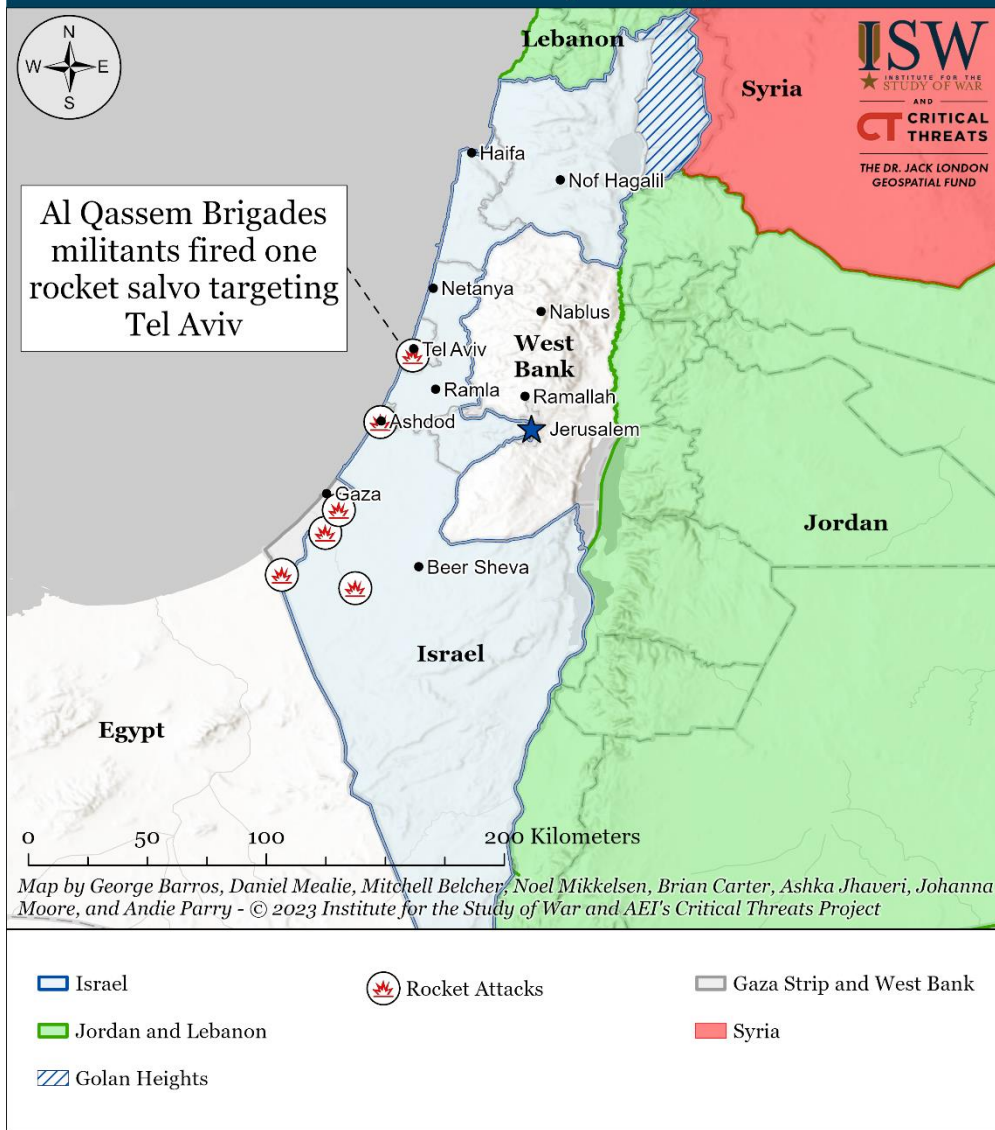 N
W E
S
Lebanon
Syria
ISW
INSTITUTE FOR THE
STUDY OF WAR
AND
CT CRITICAL
THREATS
THE DR. JACK LONDON
GEOSPATIAL FUND
Haifa
Nof Hagalil
Al Qassem Brigades
militants fired one
rocket salvo targeting
Tel Aviv
Netanya
Nablus
West
Bank
Tel Aviv
Ramla
Ramallah
Ashdod
Jerusalem
Gaza
Jordan
Beer Sheva
Israel
Egypt
0 50 100 200 Kilometers
Map by George Barros, Daniel Mealie, Mitchell Belcher, Noel Mikkelsen, Brian Carter, Ashka Jhaveri, Johanna
Moore, and Andie Parry - © 2023 Institute for the Study of War and AEI's Critical Threats Project
Israel
Rocket Attacks
Gaza Strip and West Bank
Jordan and Lebanon
Syria
Golan Heights